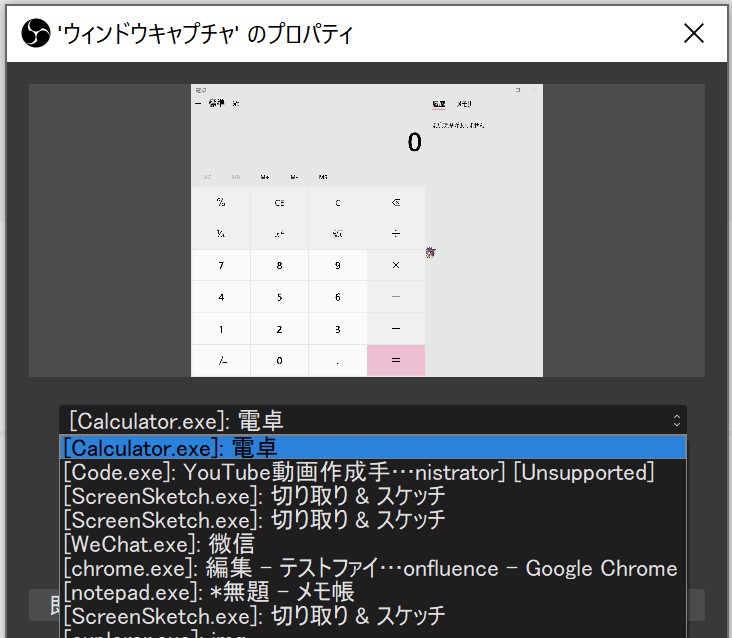 'ウィンドウキャプチャ' のプロパティ
電卓
標準
履歴 メモリ
0
MC MR M+ M- MS
% CE C
7 8 9 ×
4 5 6 −
1 2 3
0 . =
[Calculator.exe]: 電卓
[Calculator.exe]: 電卓
[Code.exe]: YouTube動画作成手…nistrator] [Unsupported]
[ScreenSketch.exe]: 切り取り & スケッチ
[ScreenSketch.exe]: 切り取り & スケッチ
[WeChat.exe]: 微信
[chrome.exe]: 編集 - テストファイ…onfluence - Google Chrome
[notepad.exe]: *無題 - メモ帳
[ScreenSketch.exe]: 切り取り & スケッチ
[explorer.exe]: img